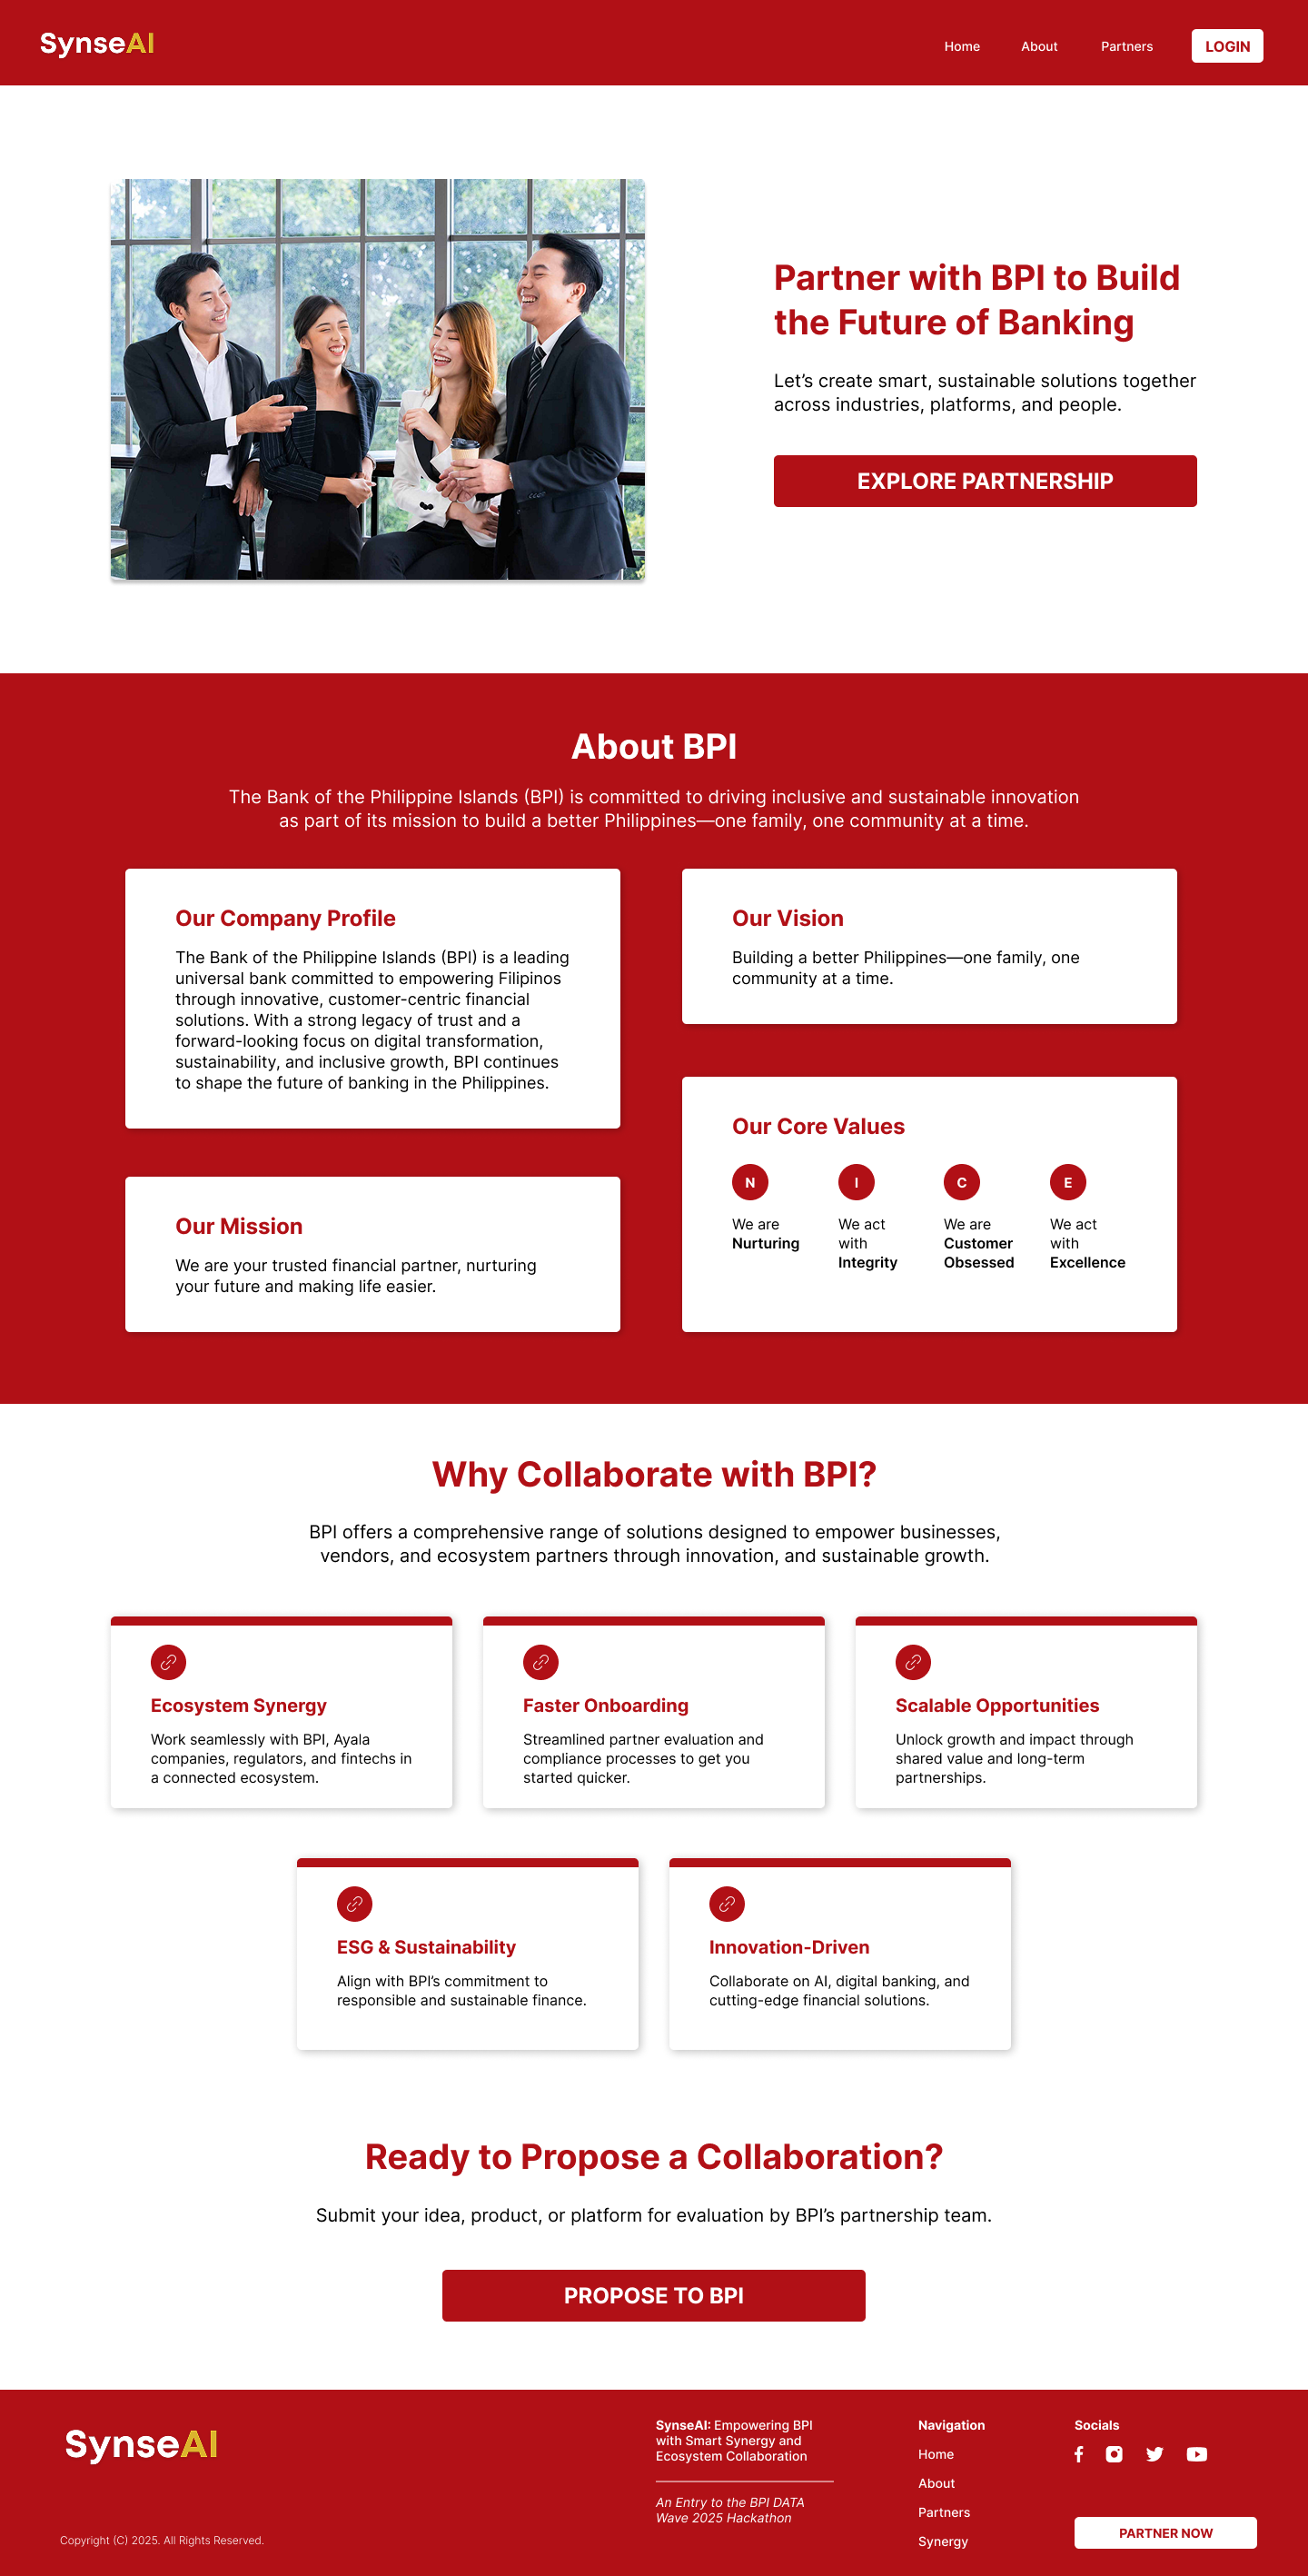 SynseAI
Home
About
Partners
LOGIN
Partner with BPI to Build
the Future of Banking
Let’s create smart, sustainable solutions together
across industries, platforms, and people.
EXPLORE PARTNERSHIP
About BPI
The Bank of the Philippine Islands (BPI) is committed to driving inclusive and sustainable innovation
as part of its mission to build a better Philippines—one family, one community at a time.
Our Company Profile
The Bank of the Philippine Islands (BPI) is a leading
universal bank committed to empowering Filipinos
through innovative, customer-centric financial
solutions. With a strong legacy of trust and a
forward-looking focus on digital transformation,
sustainability, and inclusive growth, BPI continues
to shape the future of banking in the Philippines.
Our Mission
We are your trusted financial partner, nurturing
your future and making life easier.
Our Vision
Building a better Philippines—one family, one
community at a time.
Our Core Values
N
We are
Nurturing
I
We act
with
Integrity
C
We are
Customer
Obsessed
E
We act
with
Excellence
Why Collaborate with BPI?
BPI offers a comprehensive range of solutions designed to empower businesses,
vendors, and ecosystem partners through innovation, and sustainable growth.
Ecosystem Synergy
Work seamlessly with BPI, Ayala
companies, regulators, and fintechs in
a connected ecosystem.
Faster Onboarding
Streamlined partner evaluation and
compliance processes to get you
started quicker.
Scalable Opportunities
Unlock growth and impact through
shared value and long-term
partnerships.
ESG & Sustainability
Align with BPI’s commitment to
responsible and sustainable finance.
Innovation-Driven
Collaborate on AI, digital banking, and
cutting-edge financial solutions.
Ready to Propose a Collaboration?
Submit your idea, product, or platform for evaluation by BPI’s partnership team.
PROPOSE TO BPI
SynseAI
Copyright (C) 2025. All Rights Reserved.
SynseAI: Empowering BPI
with Smart Synergy and
Ecosystem Collaboration
An Entry to the BPI DATA
Wave 2025 Hackathon
Navigation
Home
About
Partners
Synergy
Socials
PARTNER NOW